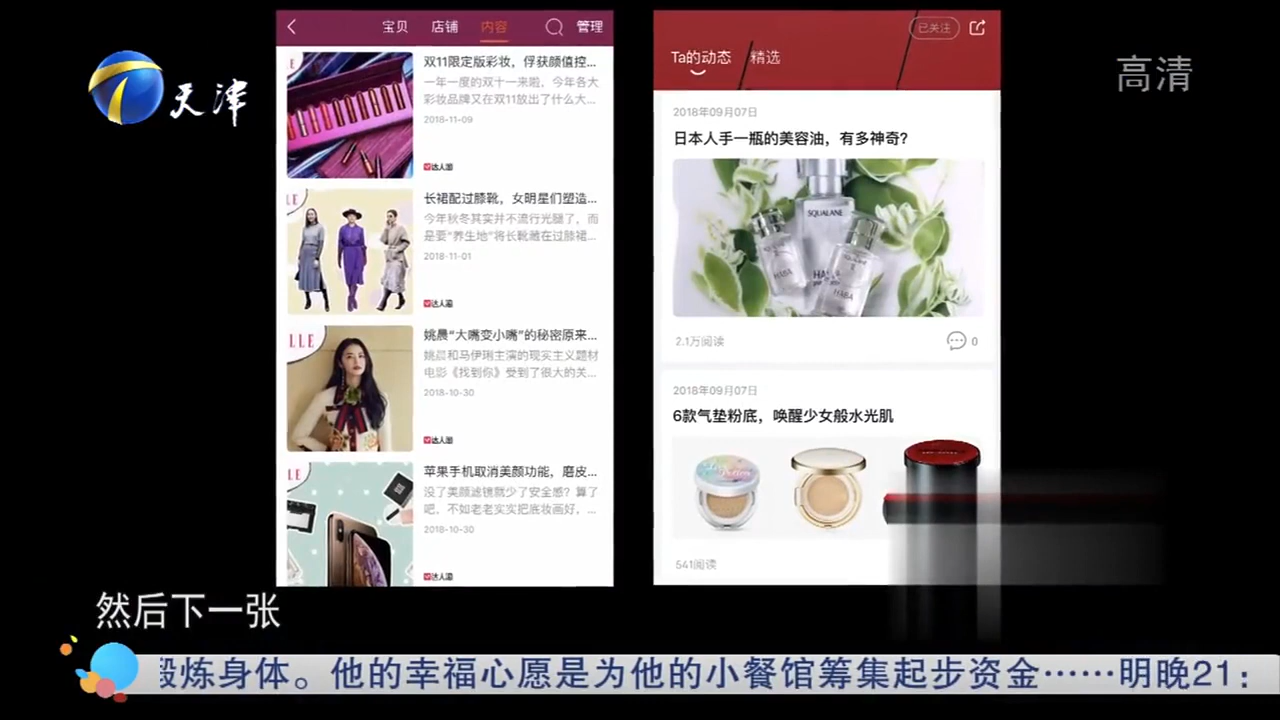 天津
高清
宝贝 店铺 内容 管理
双11限定版彩妆，俘获颜值控...
一年一度的双十一来啦，今年各大
彩妆品牌又在双11放出了什么大...
2018-11-09
达人圈
长裙配过膝靴，女明星们塑造...
今年秋冬其实并不流行光腿了，而
是要“养生地”将长靴藏在过膝裙...
2018-11-01
LLE
姚晨“大嘴变小嘴”的秘密原来...
姚晨和马伊琍主演的现实主义题材
电影《找到你》受到了很大的关...
2018-10-30
苹果手机取消美颜功能，磨皮...
没了美颜滤镜就少了安全感？算了
吧，不如老老实实把底妆画好，...
2018-10-30
已关注
Ta的动态 精选
2018年09月07日
日本人手一瓶的美容油，有多神奇？
SQUALANE
HABA
HABA
2.1万阅读 0
2018年09月07日
6款气垫粉底，唤醒少女般水光肌
541阅读
然后下一张
锻炼身体。他的幸福心愿是为他的小餐馆筹集起步资金……明晚21：